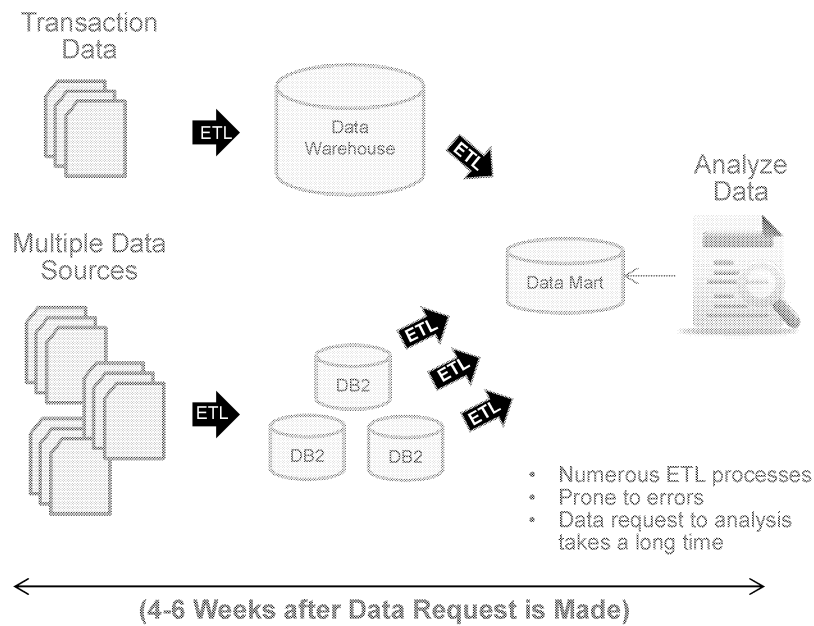 Transaction
Data
ETL
Data
Warehouse
ETL
Analyze
Data
Multiple Data
Sources
Data Mart
ETL
ETL
ETL
ETL
DB2
DB2
DB2
• Numerous ETL processes
• Prone to errors
• Data request to analysis
takes a long time
(4-6 Weeks after Data Request is Made)